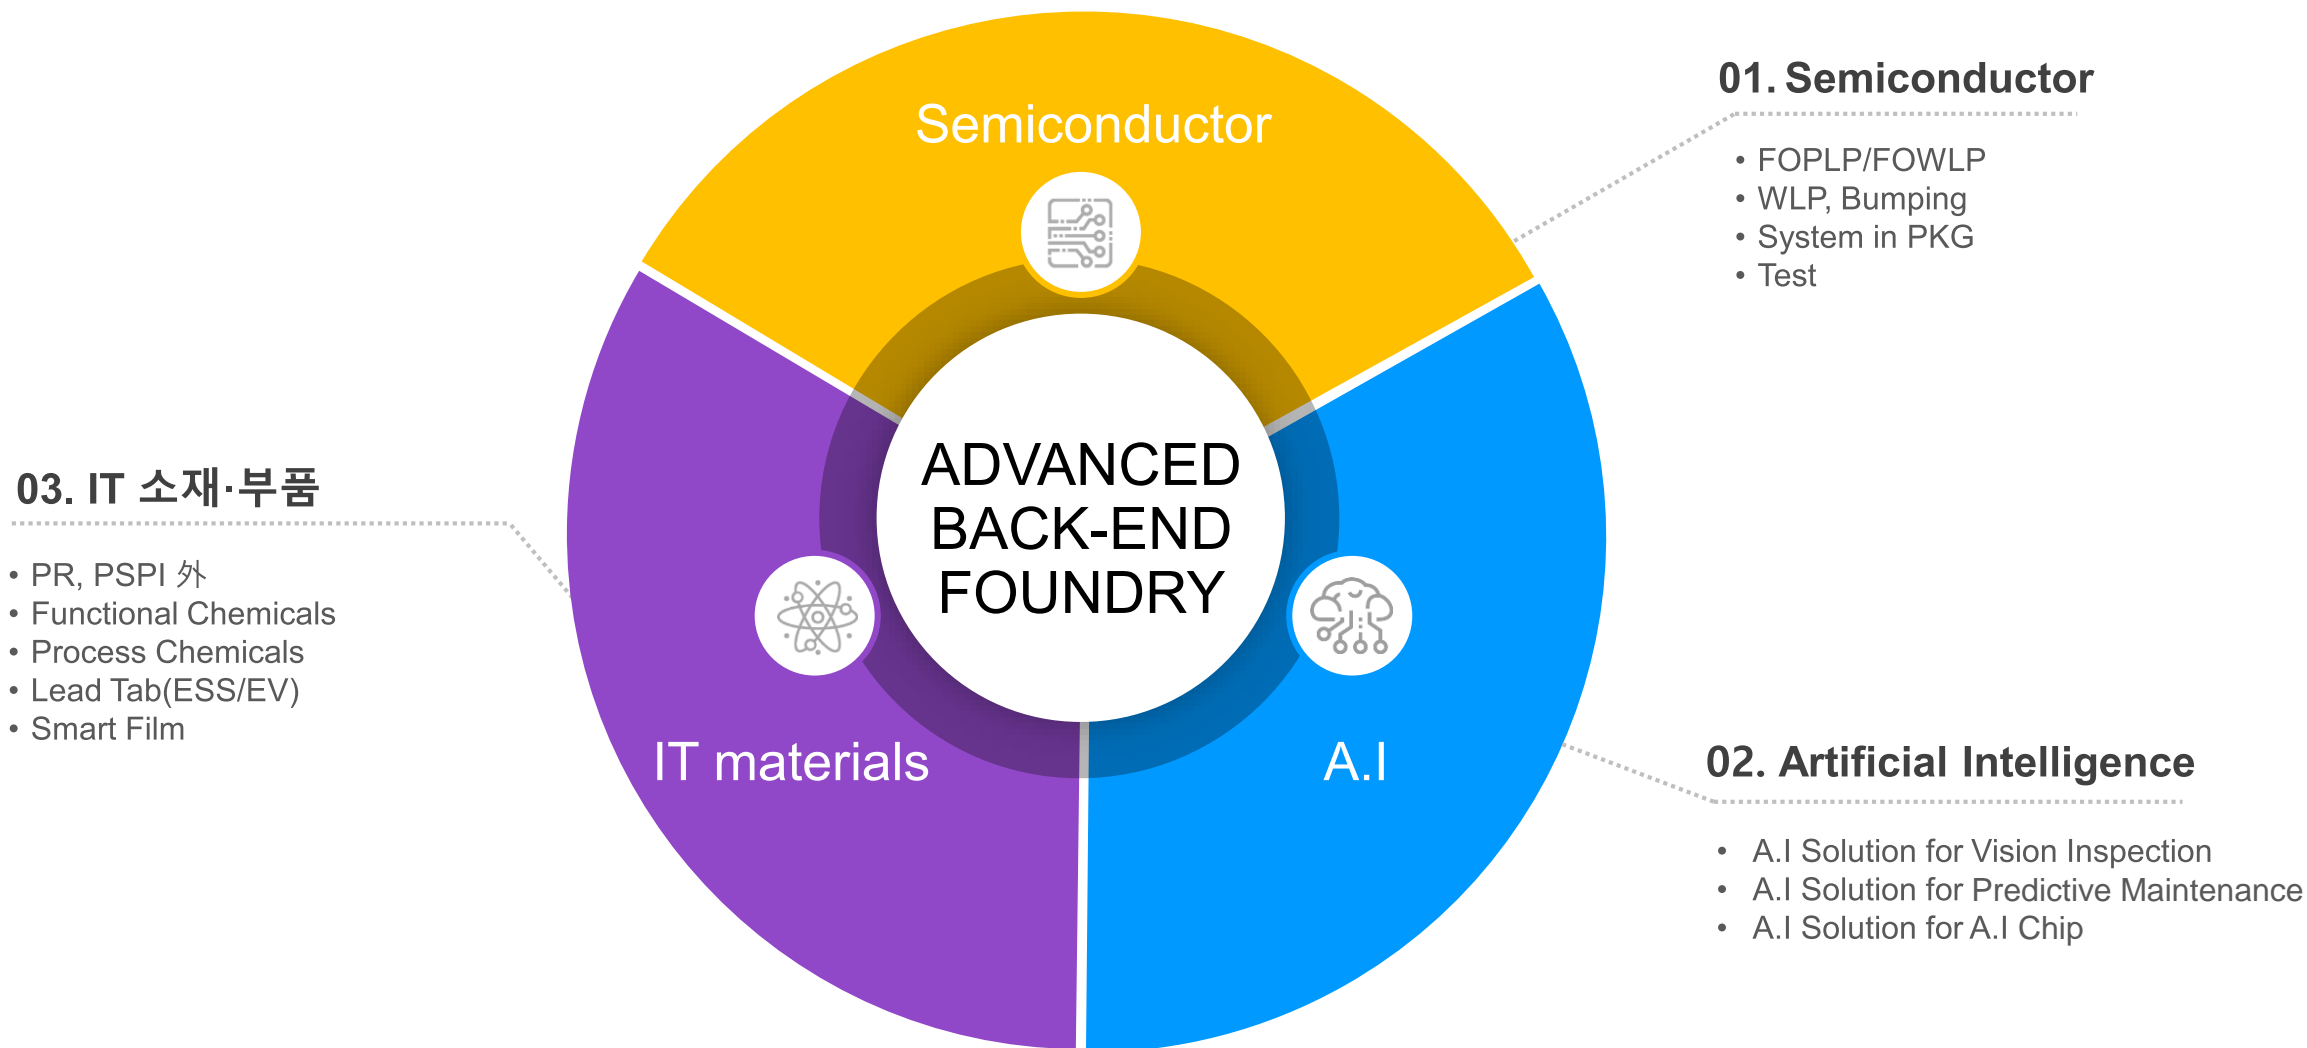 Semiconductor
ADVANCED
BACK-END
FOUNDRY
IT materials
A.I
01. Semiconductor
• FOPLP/FOWLP
• WLP, Bumping
• System in PKG
• Test
02. Artificial Intelligence
• A.I Solution for Vision Inspection
• A.I Solution for Predictive Maintenance
• A.I Solution for A.I Chip
03. IT 소재·부품
• PR, PSPI 外
• Functional Chemicals
• Process Chemicals
• Lead Tab(ESS/EV)
• Smart Film